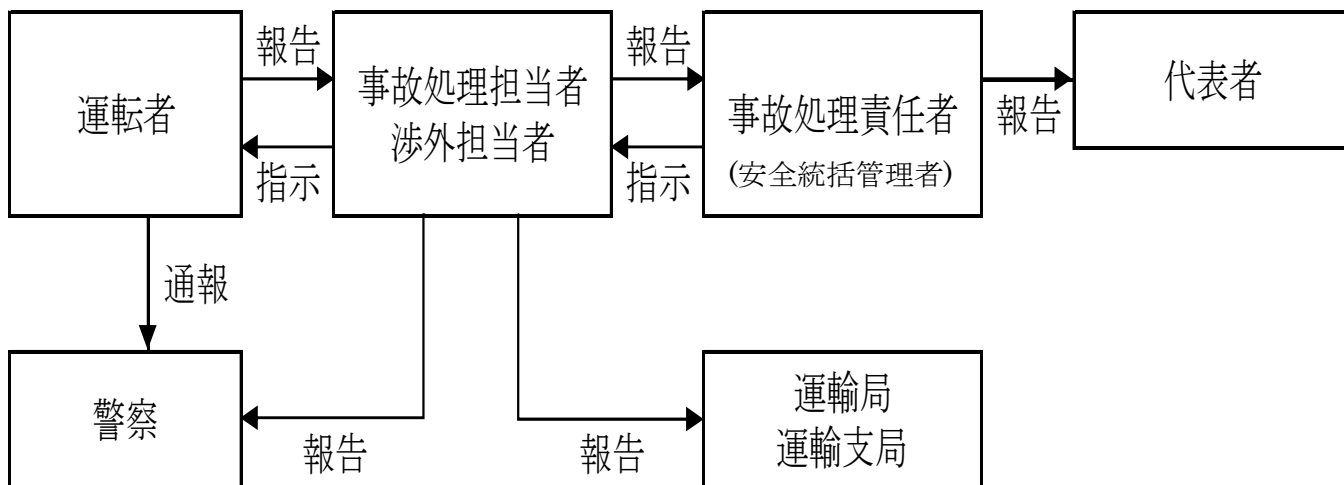 運転者
報告
指示
事故処理担当者
渉外担当者
報告
指示
事故処理責任者
(安全統括管理者)
報告
代表者
通報
警察
報告
報告
運輸局
運輸支局